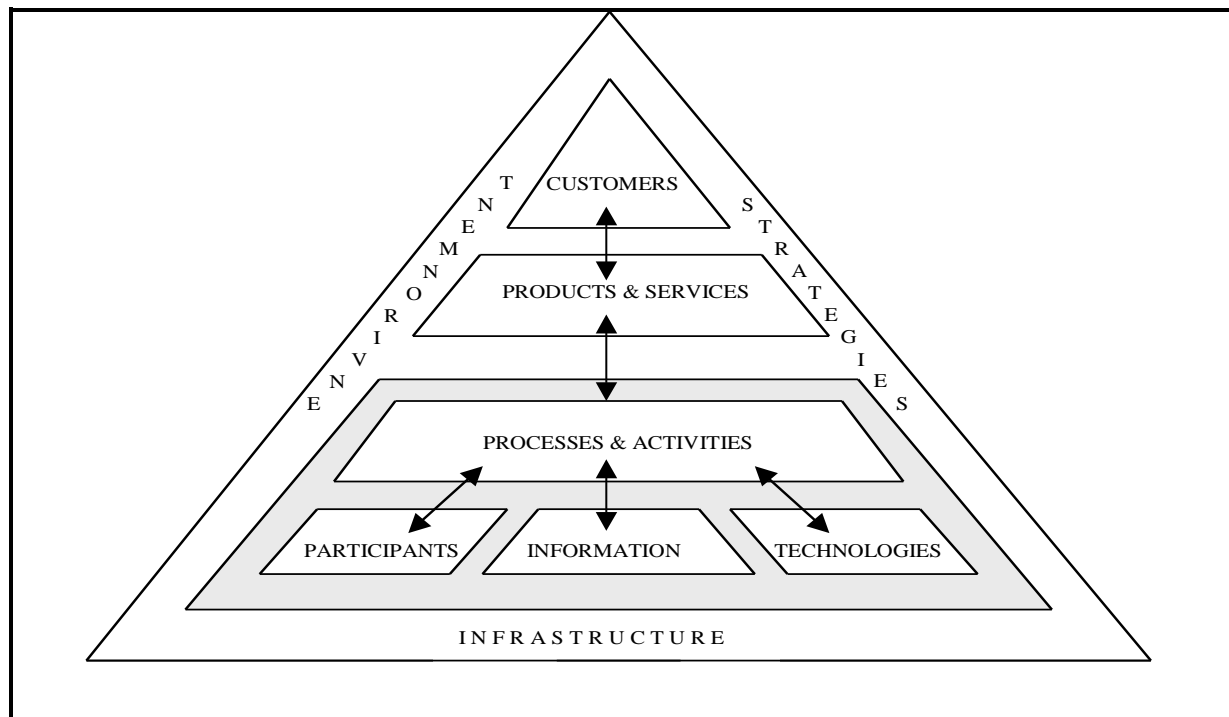 ENVIRONMENT
STRATEGIES
CUSTOMERS
PRODUCTS & SERVICES
PROCESSES & ACTIVITIES
PARTICIPANTS
INFORMATION
TECHNOLOGIES
INFRASTRUCTURE